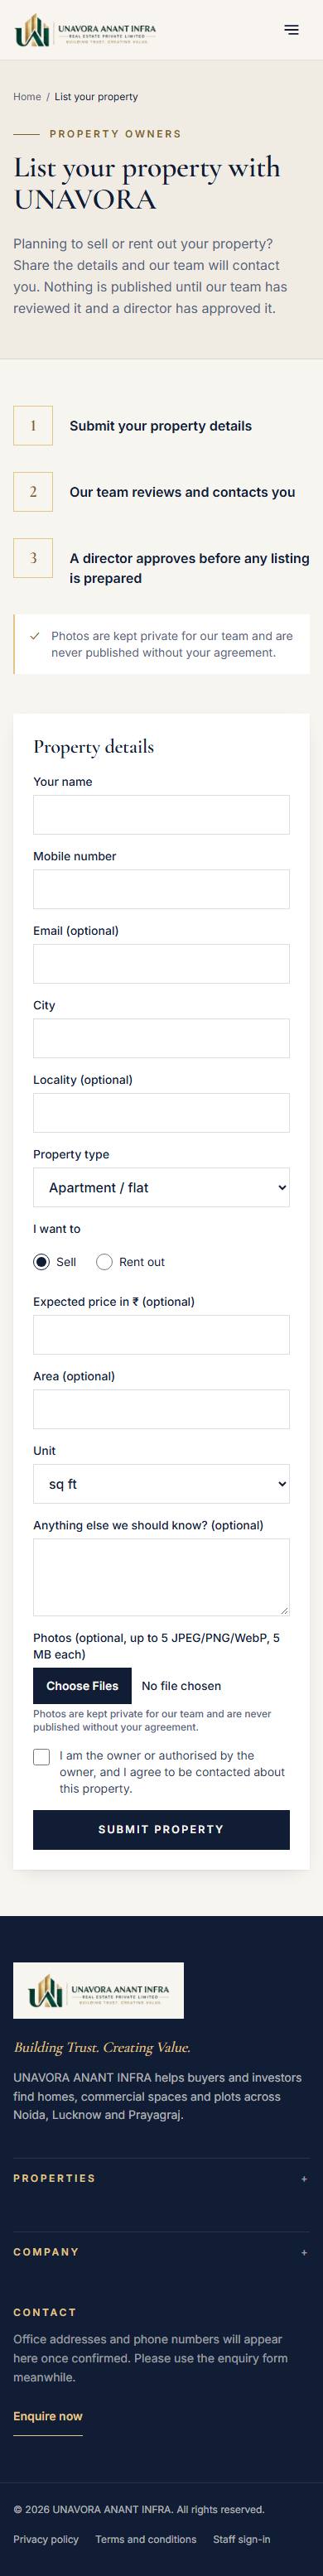 UNAVORA ANANT INFRA
REAL ESTATE PRIVATE LIMITED
BUILDING TRUST. CREATING VALUE.
Home / List your property
PROPERTY OWNERS
List your property with
UNAVORA
Planning to sell or rent out your property?
Share the details and our team will contact
you. Nothing is published until our team has
reviewed it and a director has approved it.
1 Submit your property details
2 Our team reviews and contacts you
3 A director approves before any listing
is prepared
Photos are kept private for our team and are
never published without your agreement.
Property details
Your name
Mobile number
Email (optional)
City
Locality (optional)
Property type
Apartment / flat
I want to
Sell Rent out
Expected price in ₹ (optional)
Area (optional)
Unit
sq ft
Anything else we should know? (optional)
Photos (optional, up to 5 JPEG/PNG/WebP, 5
MB each)
Choose Files No file chosen
Photos are kept private for our team and are never
published without your agreement.
I am the owner or authorised by the
owner, and I agree to be contacted about
this property.
SUBMIT PROPERTY
UNAVORA ANANT INFRA
REAL ESTATE PRIVATE LIMITED
BUILDING TRUST. CREATING VALUE.
Building Trust. Creating Value.
UNAVORA ANANT INFRA helps buyers and investors
find homes, commercial spaces and plots across
Noida, Lucknow and Prayagraj.
PROPERTIES +
COMPANY +
CONTACT
Office addresses and phone numbers will appear
here once confirmed. Please use the enquiry form
meanwhile.
Enquire now
© 2026 UNAVORA ANANT INFRA. All rights reserved.
Privacy policy Terms and conditions Staff sign-in